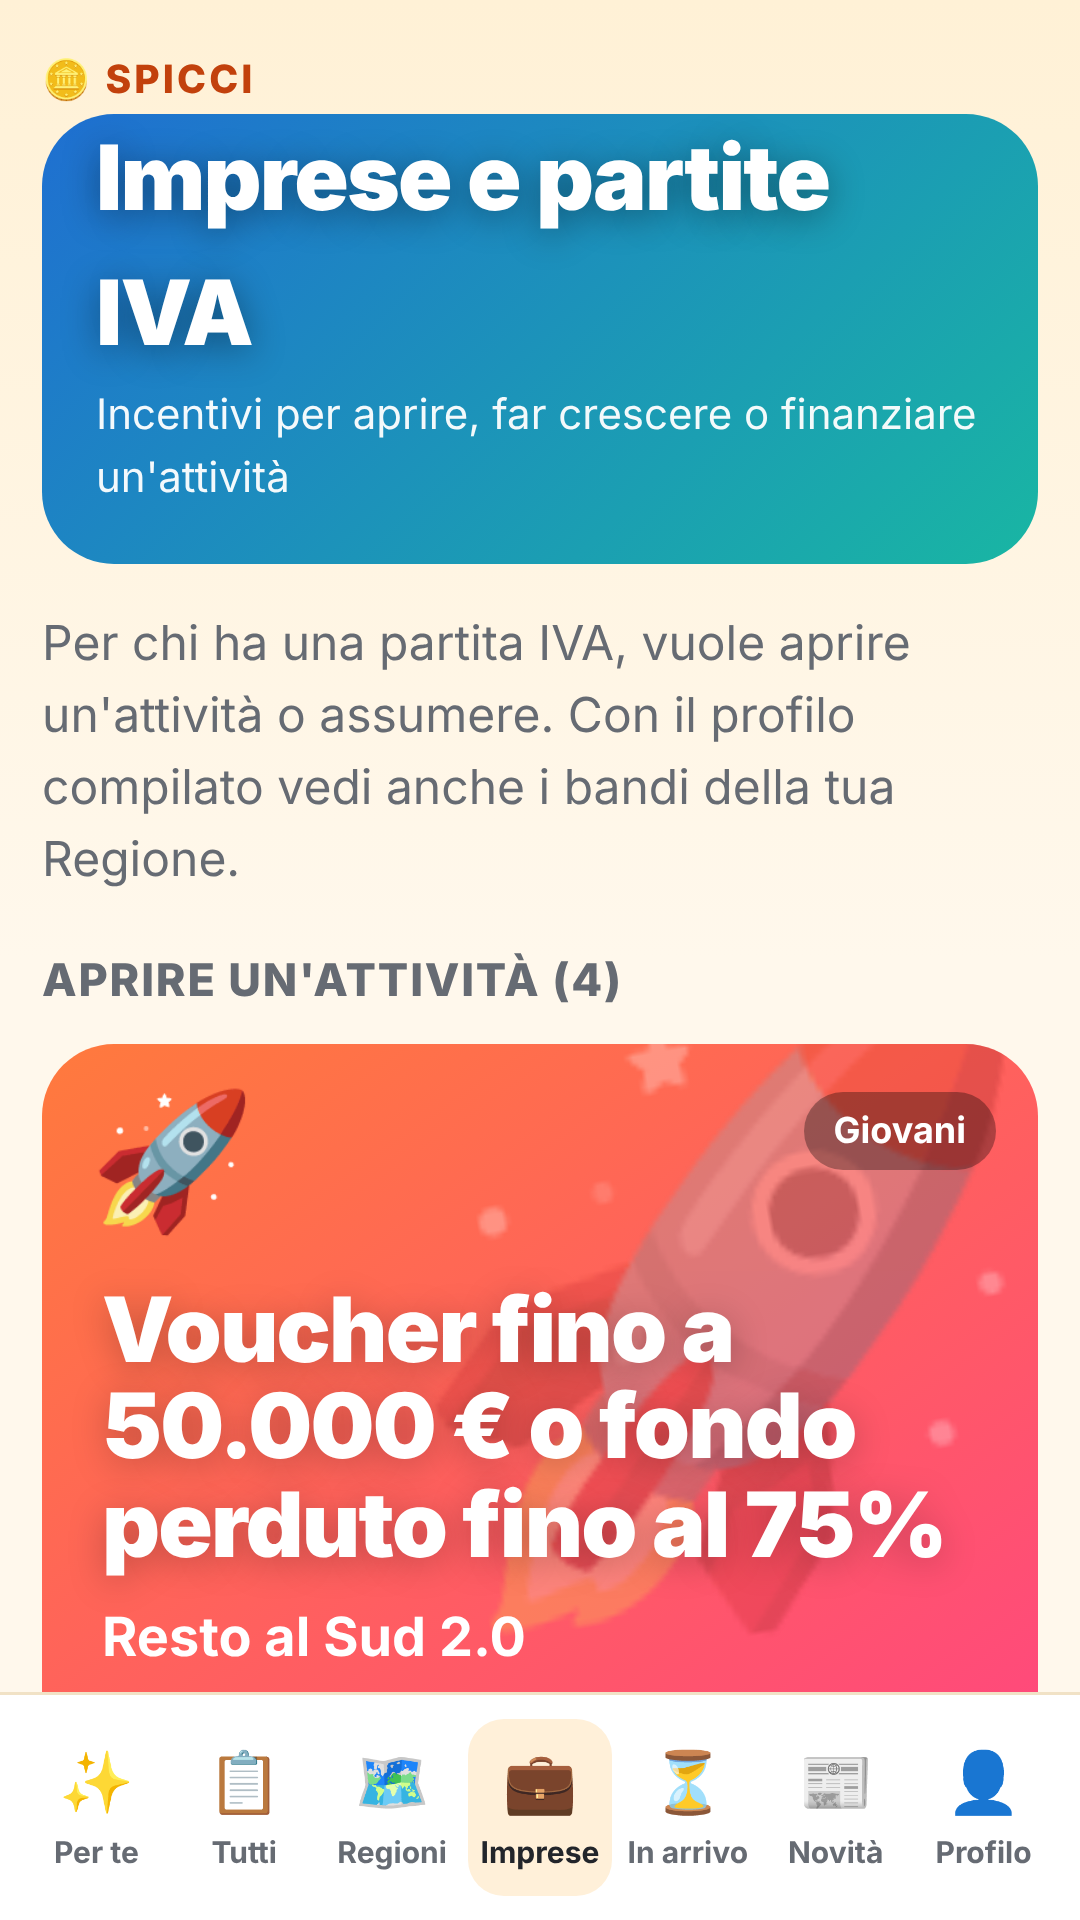 SPICCI
Imprese e partite
IVA
Incentivi per aprire, far crescere o finanziare
un'attività
Per chi ha una partita IVA, vuole aprire
un'attività o assumere. Con il profilo
compilato vedi anche i bandi della tua
Regione.
APRIRE UN'ATTIVITÀ (4)
Giovani
Voucher fino a
50.000 € o fondo
perduto fino al 75%
Resto al Sud 2.0
Per te
Tutti
Regioni
Imprese
In arrivo
Novità
Profilo